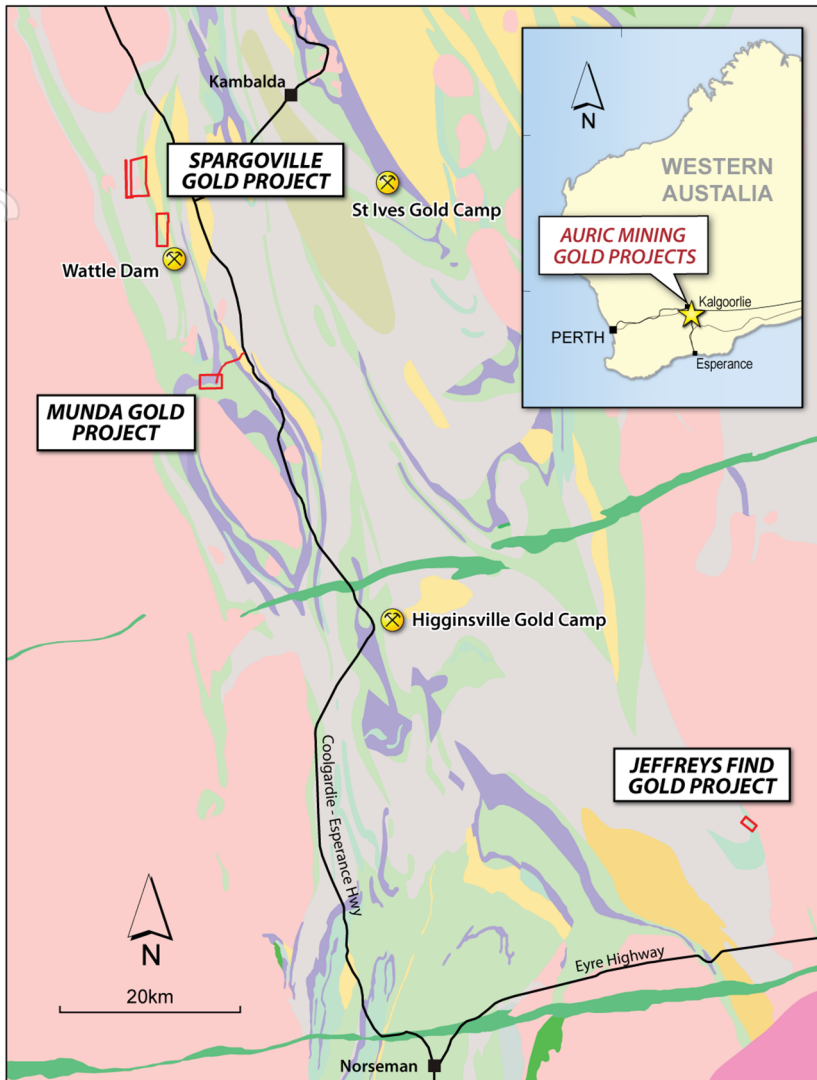 Kambalda
SPARGOVILLE
GOLD PROJECT
St Ives Gold Camp
Wattle Dam
MUNDA GOLD
PROJECT
Higginsville Gold Camp
JEFFREYS FIND
GOLD PROJECT
Coolgardie - Esperance Hwy
Eyre Highway
Norseman
N
20km
N
WESTERN
AUSTALIA
AURIC MINING
GOLD PROJECTS
Kalgoorlie
PERTH
Esperance